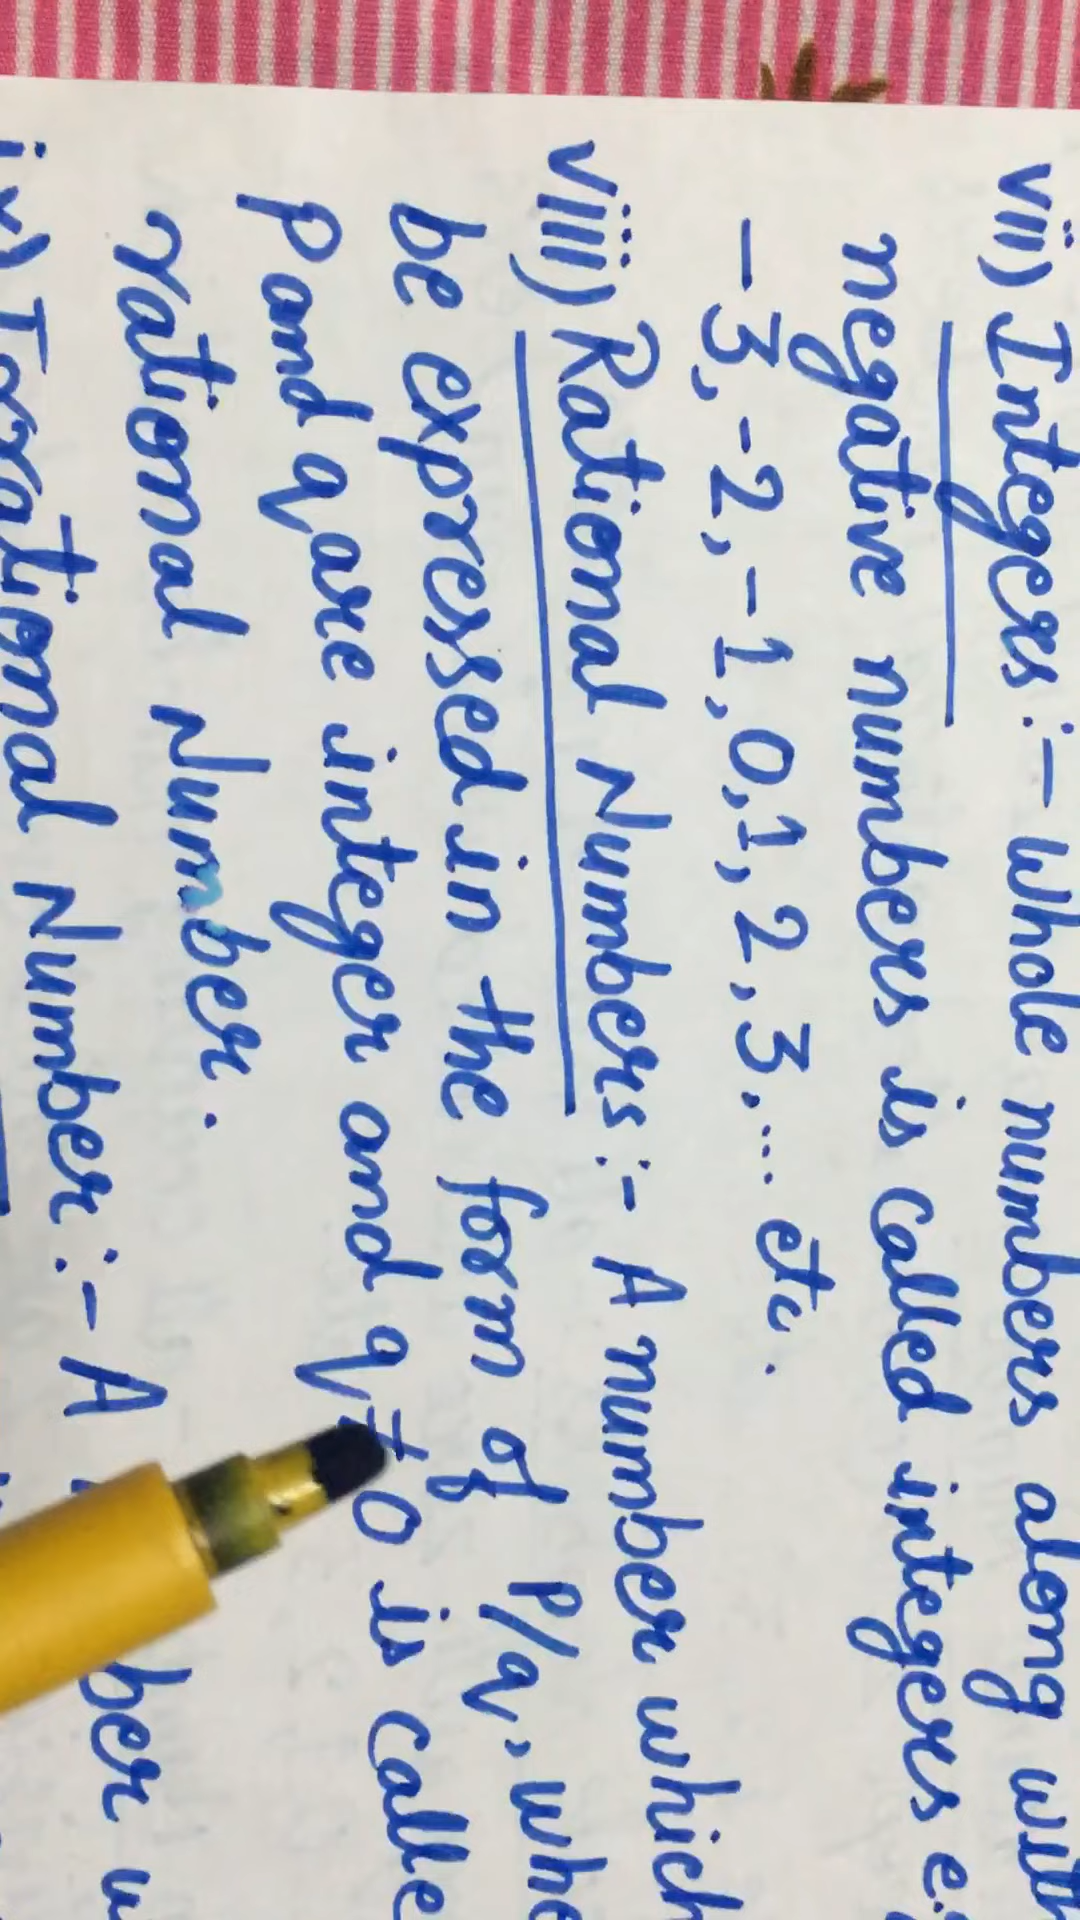 vii) Integers :- Whole numbers along with
negative numbers is called integers
-3, -2, -1, 0, 1, 2, 3.... etc.
viii) Rational Numbers :- A number which
be expressed in the form of P/q, whe
P and q are integer and q ≠ 0 is calle
rational Number.
ix) Irrational Number :- A